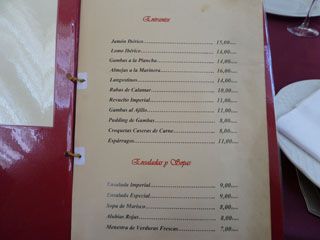 Entrantes
Jamón Ibérico 15,00
Lomo Ibérico 14,00
Gambas a la Plancha 14,00
Almejas a la Marinera 16,00
Langostinos 14,00
Rabas de Calamar 10,00
Revuelto Imperial 11,00
Gambas al Ajillo 11,00
Pudding de Gambas 8,00
Croquetas Caseras de Carne 8,00
Espárragos 11,00
Ensaladas y Sopas
Ensalada Imperial 9,00
Ensalada Especial 9,00
Sopa de Marisco 8,00
Alubias Rojas 8,00
Menestra de Verduras Frescas 7,00